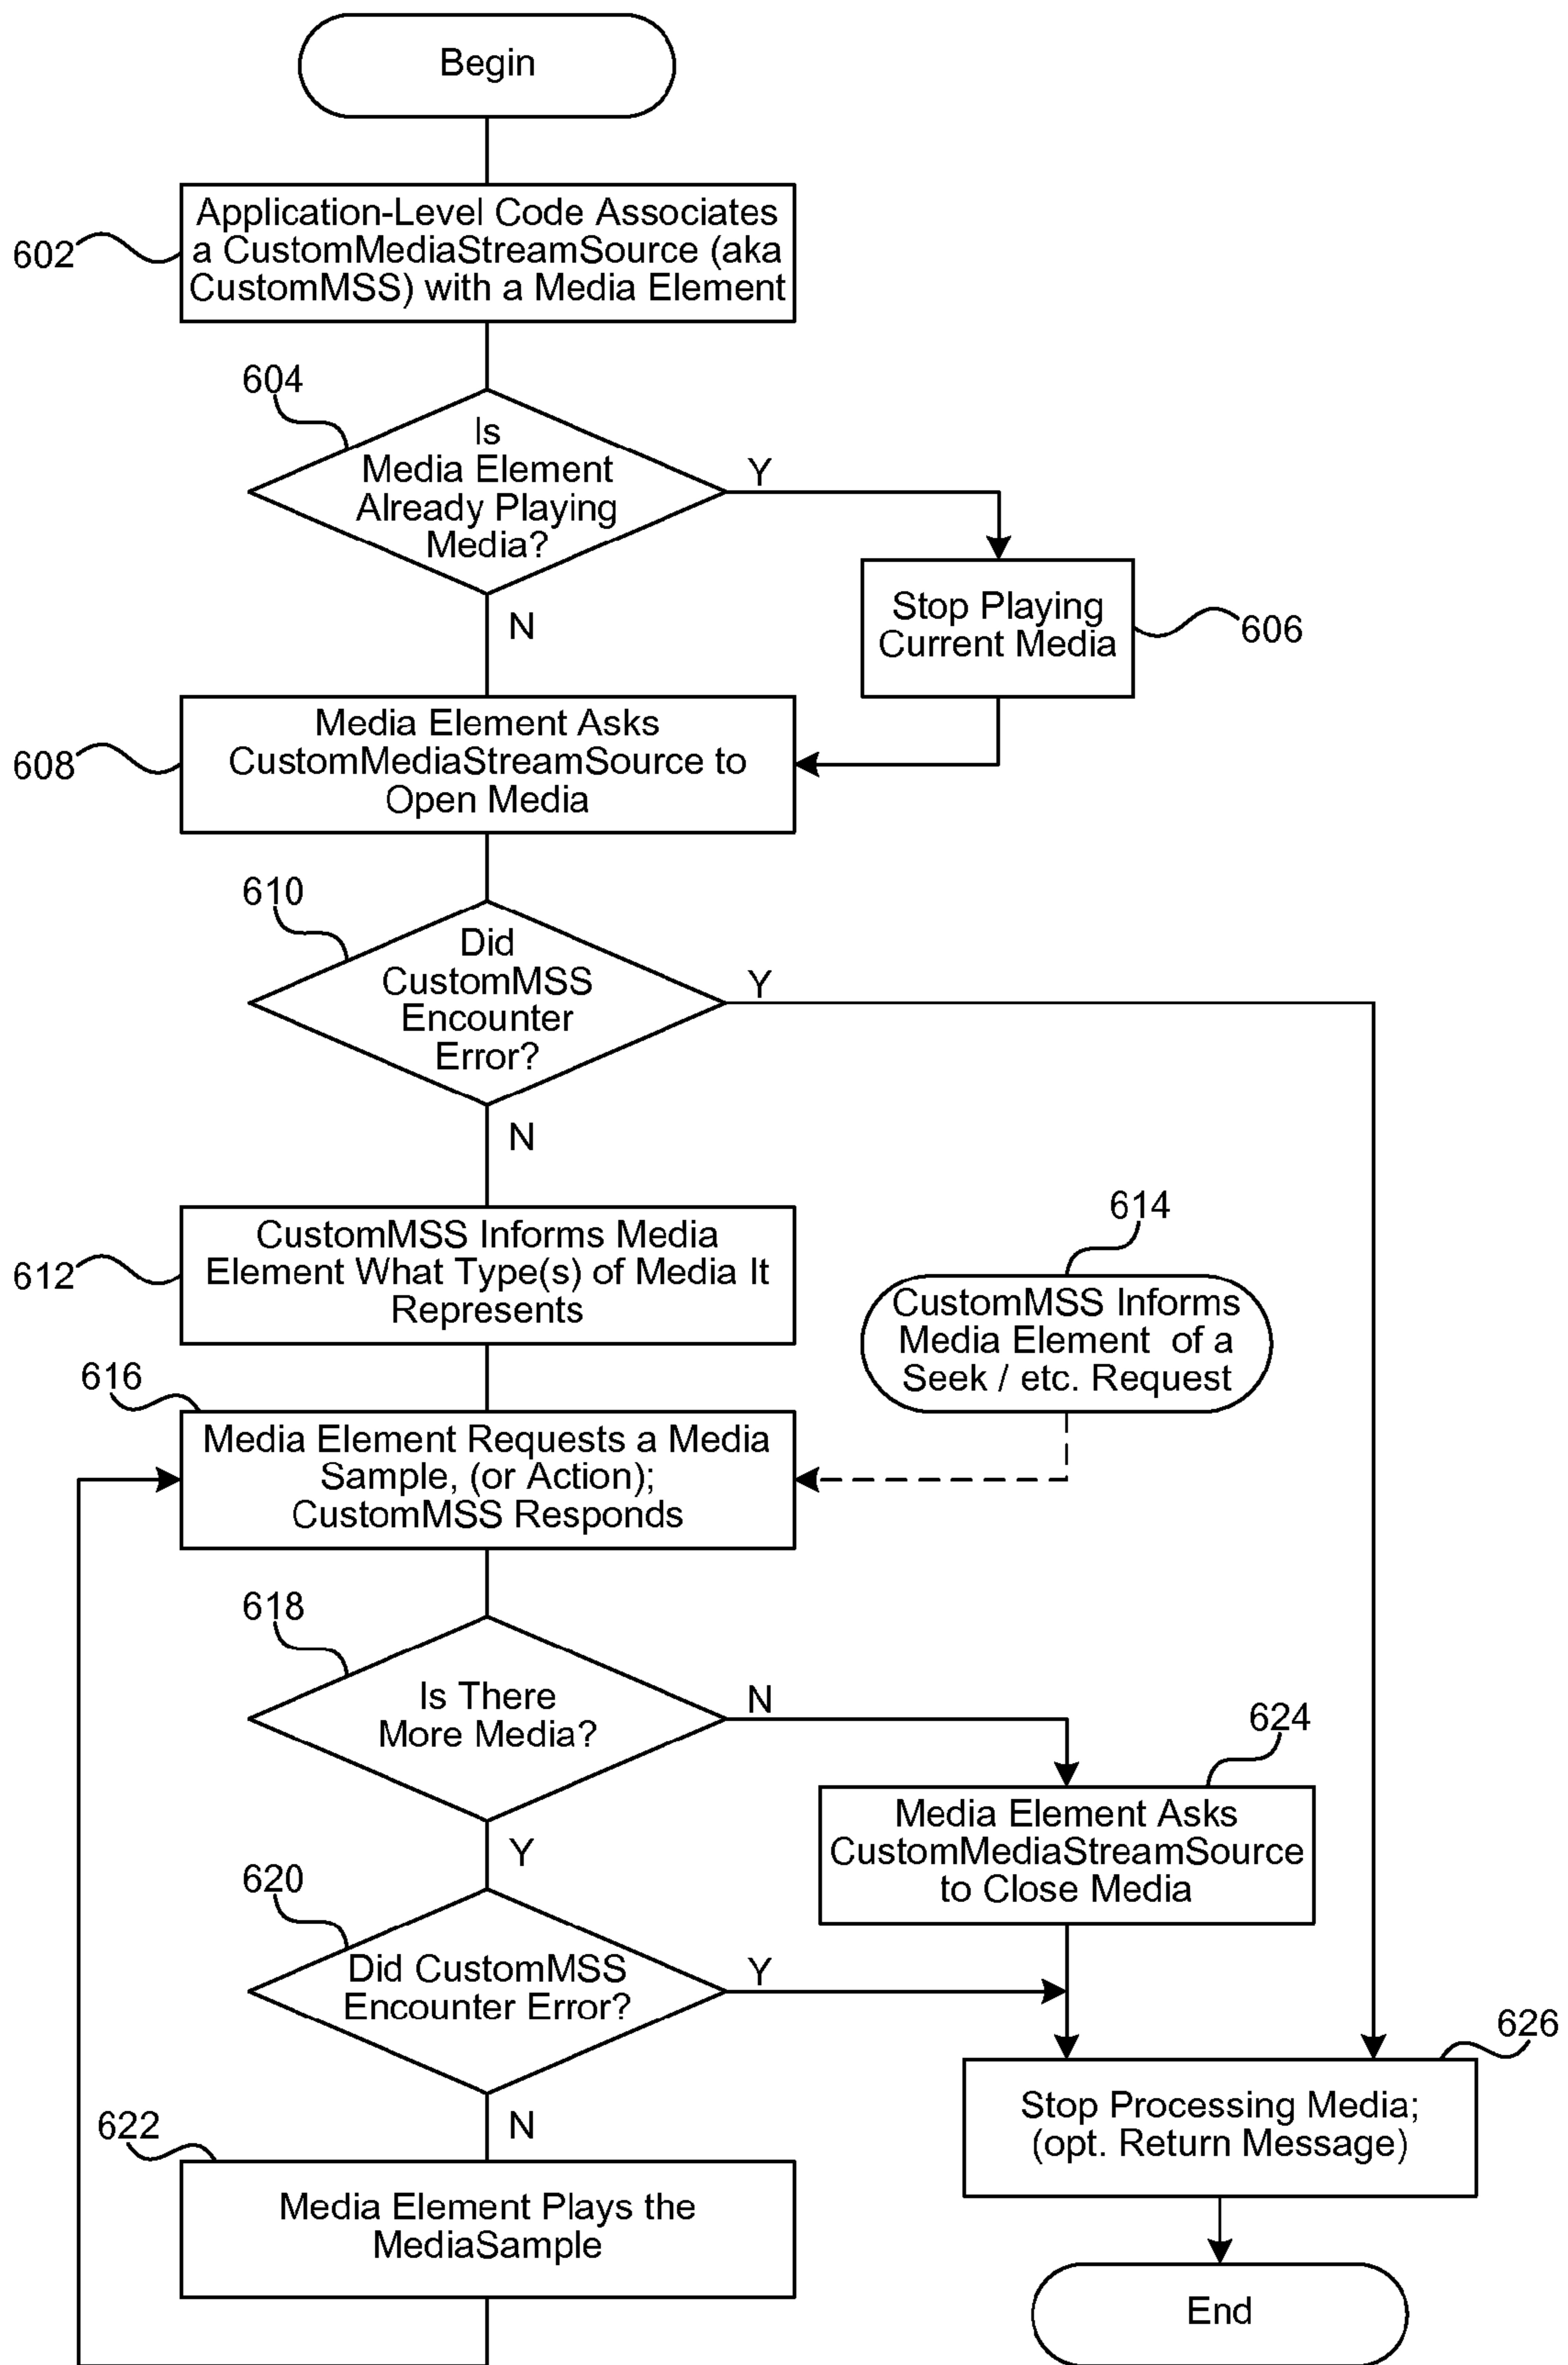 Begin
602
Application-Level Code Associates
a CustomMediaStreamSource (aka
CustomMSS) with a Media Element
604
Is
Media Element
Already Playing
Media?
Y
N
Stop Playing
Current Media
606
608
Media Element Asks
CustomMediaStreamSource to
Open Media
610
Did
CustomMSS
Encounter
Error?
Y
N
612
CustomMSS Informs Media
Element What Type(s) of Media It
Represents
614
CustomMSS Informs
Media Element of a
Seek / etc. Request
616
Media Element Requests a Media
Sample, (or Action);
CustomMSS Responds
618
Is There
More Media?
N
Y
624
Media Element Asks
CustomMediaStreamSource
to Close Media
620
Did CustomMSS
Encounter Error?
Y
N
626
Stop Processing Media;
(opt. Return Message)
622
Media Element Plays the
MediaSample
End